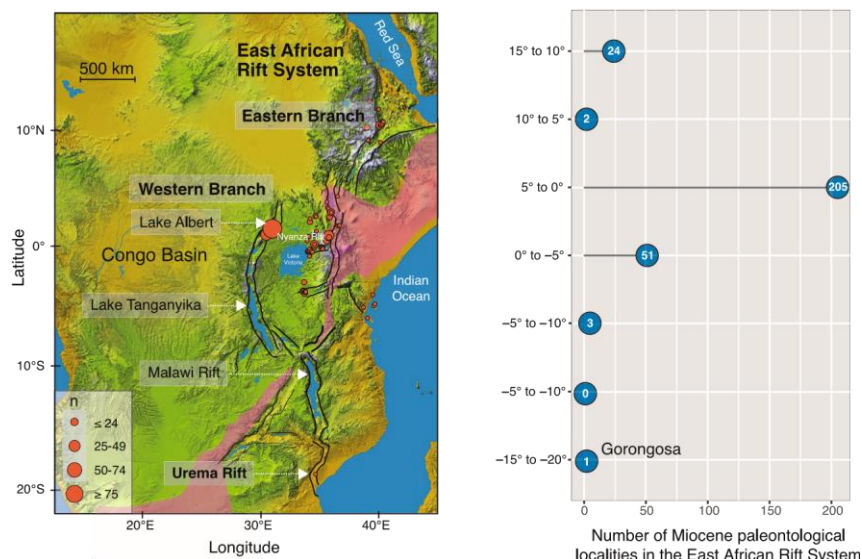 East African
Rift System
Red Sea
500 km
Eastern Branch
10°N
Western Branch
Lake Albert
Nyanza Rift
0°
Congo Basin
Lake
Victoria
Indian
Ocean
Lake Tanganyika
10°S
Malawi Rift
n
≤ 24
25-49
50-74
≥ 75
Urema Rift
20°S
20°E
30°E
40°E
Latitude
Longitude
15° to 10°
24
10° to 5°
2
5° to 0°
205
0° to −5°
51
−5° to −10°
3
−5° to −10°
0
−15° to −20°
1
Gorongosa
0
50
100
150
200
Number of Miocene paleontological
localities in the East African Rift System